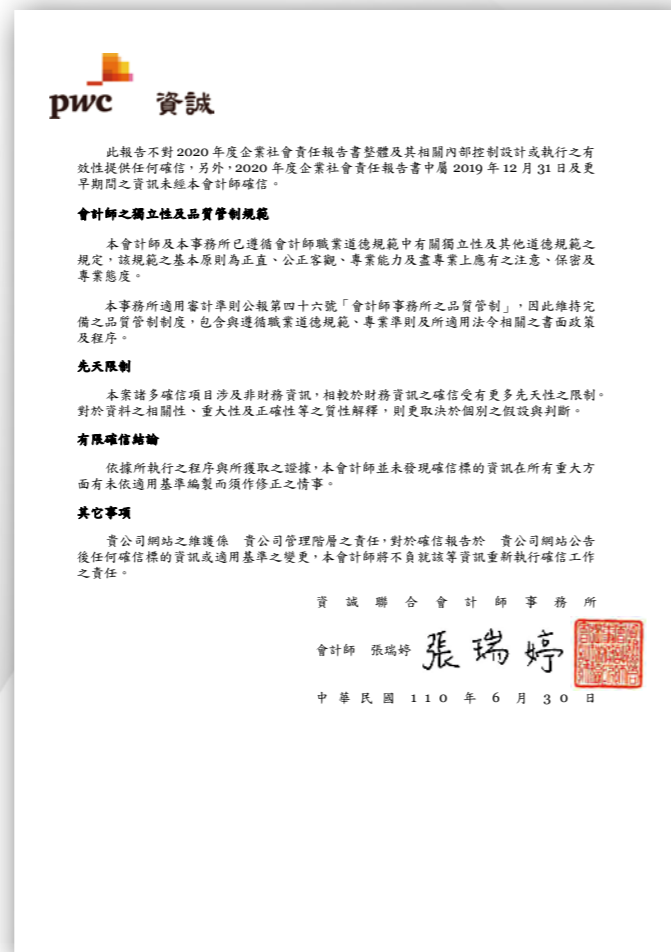 pwc 資誠
此報告不對 2020 年度企業社會責任報告書整體及其相關內部控制設計或執行之有
效性提供任何確信，另外，2020 年度企業社會責任報告書中屬 2019 年 12 月 31 日及更
早期間之資訊未經本會計師確信。
會計師之獨立性及品質管制規範
本會計師及本事務所已遵循會計師職業道德規範中有關獨立性及其他道德規範之
規定，該規範之基本原則為正直、公正客觀、專業能力及盡專業上應有之注意、保密及
專業態度。
本事務所適用審計準則公報第四十六號「會計師事務所之品質管制」，因此維持完
備之品質管制制度，包含與遵循職業道德規範、專業準則及所適用法令相關之書面政策
及程序。
先天限制
本案諸多確信項目涉及非財務資訊，相較於財務資訊之確信受有更多先天性之限制。
對於資料之相關性、重大性及正確性等之質性解釋，則更取決於個別之假設與判斷。
有限確信結論
依據所執行之程序與所獲取之證據，本會計師並未發現確信標的資訊在所有重大方
面有未依適用基準編製而須作修正之情事。
其它事項
貴公司網站之維護係　貴公司管理階層之責任，對於確信報告於　貴公司網站公告
後任何確信標的資訊或適用基準之變更，本會計師將不負就該等資訊重新執行確信工作
之責任。
資 誠 聯 合 會 計 師 事 務 所
會計師 張瑞婷 張瑞婷
中 華 民 國 1 1 0 年 6 月 3 0 日